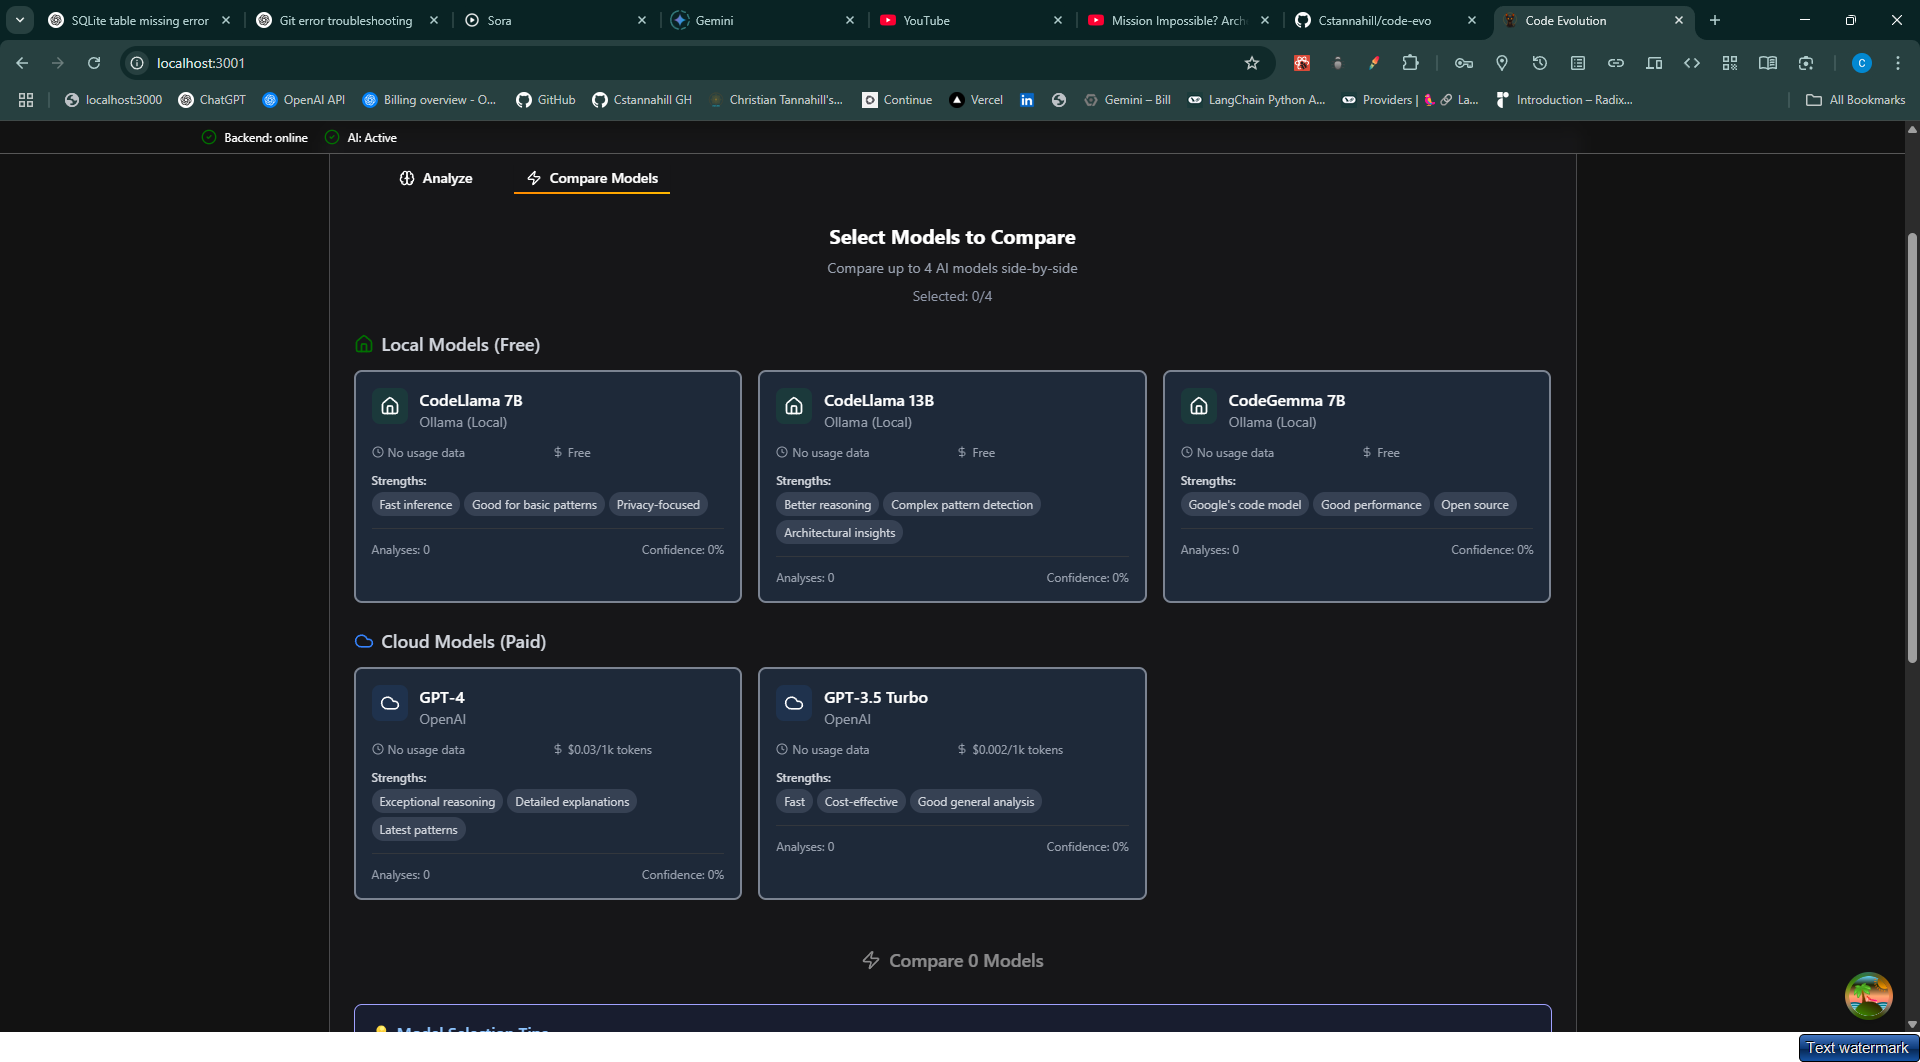 SQLite table missing error
Git error troubleshooting
Sora
Gemini
YouTube
Mission Impossible? Arch
Cstannahill/code-evo
Code Evolution
localhost:3001
C
localhost:3000
ChatGPT
OpenAI API
Billing overview - O...
GitHub
Cstannahill GH
Christian Tannahill's...
Continue
Vercel
Gemini – Bill
LangChain Python A...
Providers | 🦜🔗 La...
Introduction – Radix...
All Bookmarks
Backend: online
AI: Active
Analyze
Compare Models
Select Models to Compare
Compare up to 4 AI models side-by-side
Selected: 0/4
Local Models (Free)
CodeLlama 7B
Ollama (Local)
No usage data
$ Free
Strengths:
Fast inference
Good for basic patterns
Privacy-focused
Analyses: 0
Confidence: 0%
CodeLlama 13B
Ollama (Local)
No usage data
$ Free
Strengths:
Better reasoning
Complex pattern detection
Architectural insights
Analyses: 0
Confidence: 0%
CodeGemma 7B
Ollama (Local)
No usage data
$ Free
Strengths:
Google's code model
Good performance
Open source
Analyses: 0
Confidence: 0%
Cloud Models (Paid)
GPT-4
OpenAI
No usage data
$ $0.03/1k tokens
Strengths:
Exceptional reasoning
Detailed explanations
Latest patterns
Analyses: 0
Confidence: 0%
GPT-3.5 Turbo
OpenAI
No usage data
$ $0.002/1k tokens
Strengths:
Fast
Cost-effective
Good general analysis
Analyses: 0
Confidence: 0%
Compare 0 Models
Model Selection Tips
Text watermark